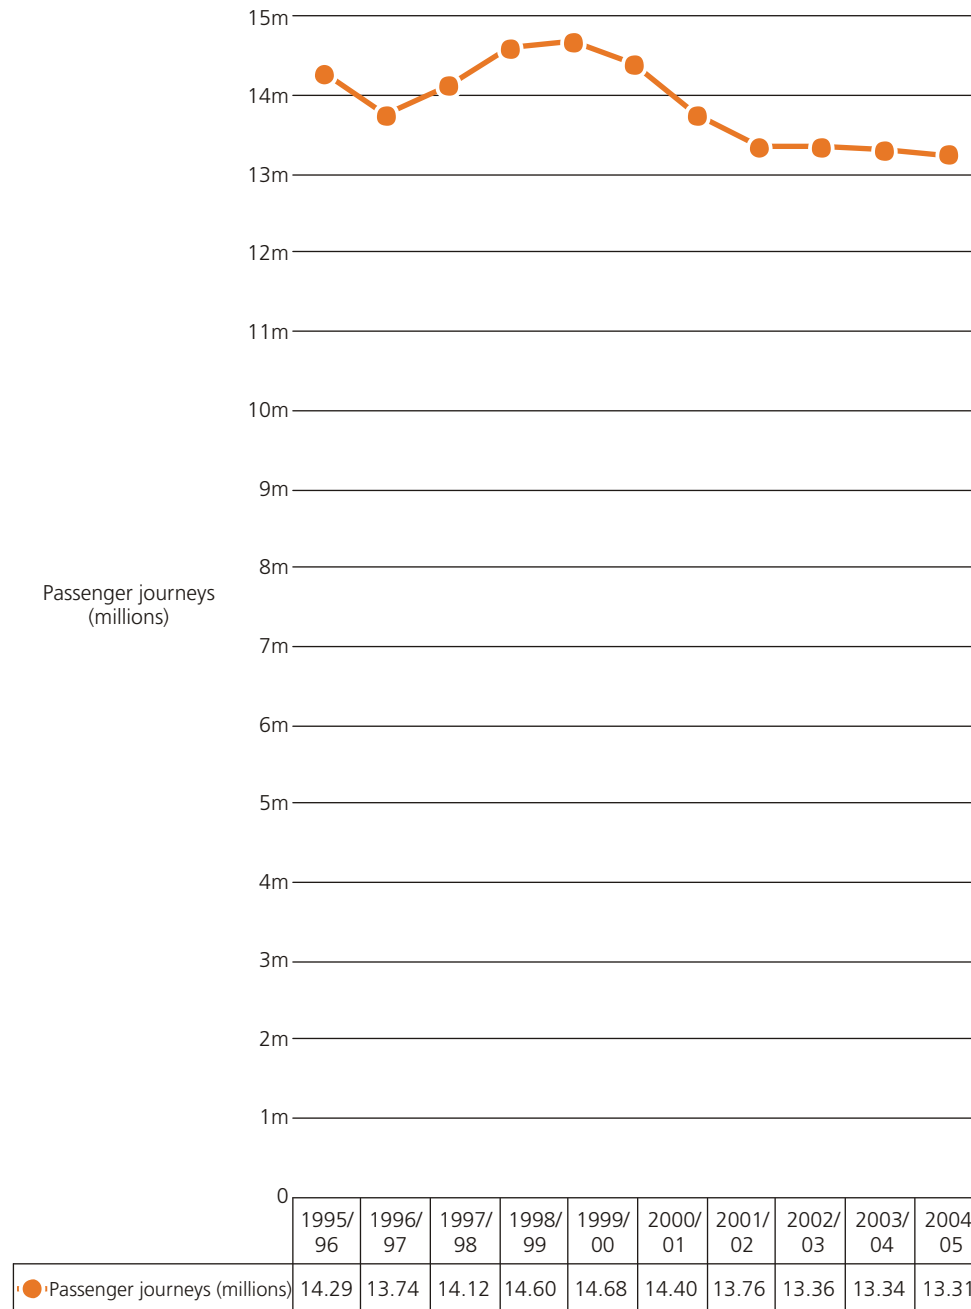 15m
14m
13m
12m
11m
10m
9m
8m
Passenger journeys
(millions)
7m
6m
5m
4m
3m
2m
1m
0
1995/ 1996/ 1997/ 1998/ 1999/ 2000/ 2001/ 2002/ 2003/ 2004
96 97 98 99 00 01 02 03 04 05
Passenger journeys (millions) 14.29 13.74 14.12 14.60 14.68 14.40 13.76 13.36 13.34 13.31